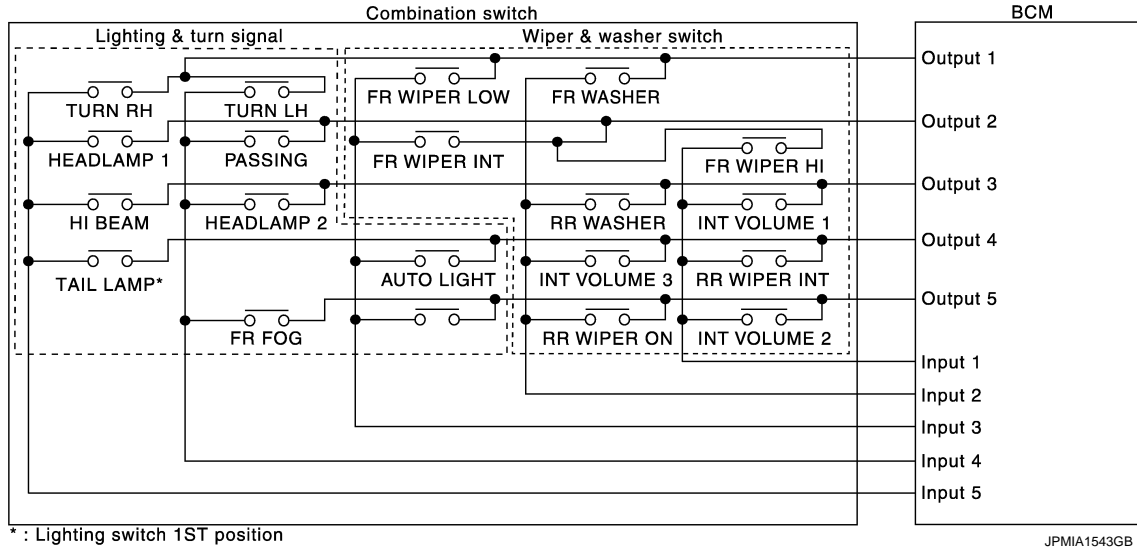 Combination switch
BCM
Lighting & turn signal
Wiper & washer switch
Output 1
TURN RH
TURN LH
FR WIPER LOW
FR WASHER
Output 2
HEADLAMP 1
PASSING
FR WIPER INT
FR WIPER HI
Output 3
HI BEAM
HEADLAMP 2
RR WASHER
INT VOLUME 1
Output 4
TAIL LAMP*
AUTO LIGHT
INT VOLUME 3
RR WIPER INT
Output 5
FR FOG
RR WIPER ON
INT VOLUME 2
Input 1
Input 2
Input 3
Input 4
Input 5
* : Lighting switch 1ST position
JPMIA1543GB